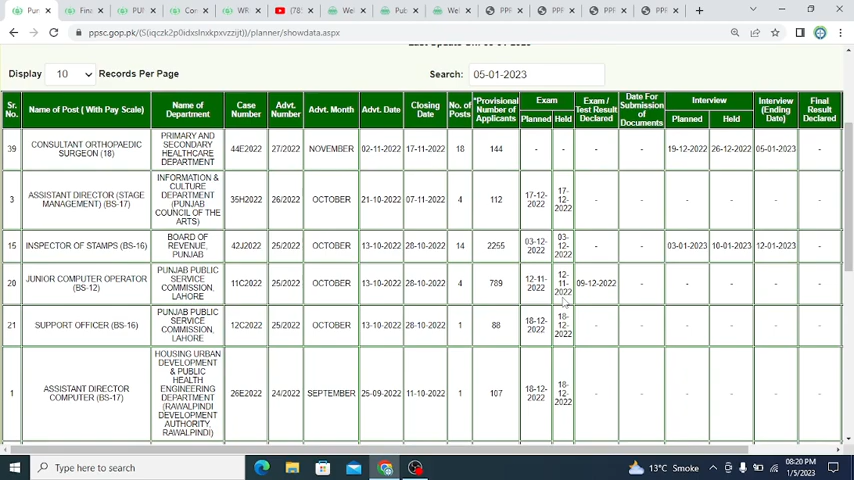 Pun
Fina
PUN
Con
WR
(785
Wel
Pub
Wel
PPF
PPF
PPF
PPF
ppsc.gop.pk/(S(iqczk2p0idxslnxkpxvzzijt))/planner/showdata.aspx
Display 10 Records Per Page Search: 05-01-2023
Sr. No. Name of Post ( With Pay Scale) Name of Department Case Number Advt. Number Advt. Month Advt. Date Closing Date No. of Posts *Provisional Number of Applicants Exam Planned Held Exam / Test Result Declared Date For Submission of Documents Interview Planned Held Interview (Ending Date) Final Result Declared
39 CONSULTANT ORTHOPAEDIC SURGEON (18) PRIMARY AND SECONDARY HEALTHCARE DEPARTMENT 44E2022 27/2022 NOVEMBER 02-11-2022 17-11-2022 18 144 - - - - 19-12-2022 26-12-2022 05-01-2023 -
3 ASSISTANT DIRECTOR (STAGE MANAGEMENT) (BS-17) INFORMATION & CULTURE DEPARTMENT (PUNJAB COUNCIL OF THE ARTS) 35H2022 26/2022 OCTOBER 21-10-2022 07-11-2022 4 112 17-12-2022 17-12-2022 - - - - - -
15 INSPECTOR OF STAMPS (BS-16) BOARD OF REVENUE, PUNJAB 42J2022 25/2022 OCTOBER 13-10-2022 28-10-2022 14 2255 03-12-2022 03-12-2022 - - 03-01-2023 10-01-2023 12-01-2023 -
20 JUNIOR COMPUTER OPERATOR (BS-12) PUNJAB PUBLIC SERVICE COMMISSION, LAHORE 11C2022 25/2022 OCTOBER 13-10-2022 28-10-2022 4 789 12-11-2022 12-11-2022 09-12-2022 - - - - -
21 SUPPORT OFFICER (BS-16) PUNJAB PUBLIC SERVICE COMMISSION, LAHORE 12C2022 25/2022 OCTOBER 13-10-2022 28-10-2022 1 88 18-12-2022 18-12-2022 - - - - - -
1 ASSISTANT DIRECTOR COMPUTER (BS-17) HOUSING URBAN DEVELOPMENT & PUBLIC HEALTH ENGINEERING DEPARTMENT (RAWALPINDI DEVELOPMENT AUTHORITY, RAWALPINDI) 26E2022 24/2022 SEPTEMBER 25-09-2022 11-10-2022 1 107 18-12-2022 18-12-2022 - - - - - -
Type here to search
13°C Smoke
08:20 PM
1/5/2023